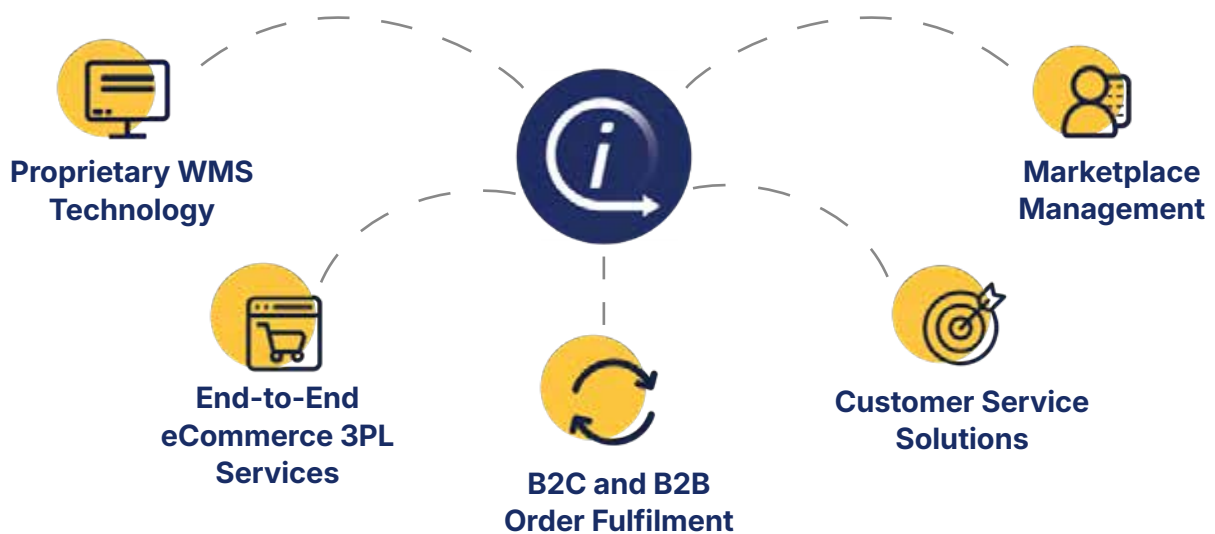 i
Proprietary WMS
Technology
Marketplace
Management
End-to-End
eCommerce 3PL
Services
Customer Service
Solutions
B2C and B2B
Order Fulfilment